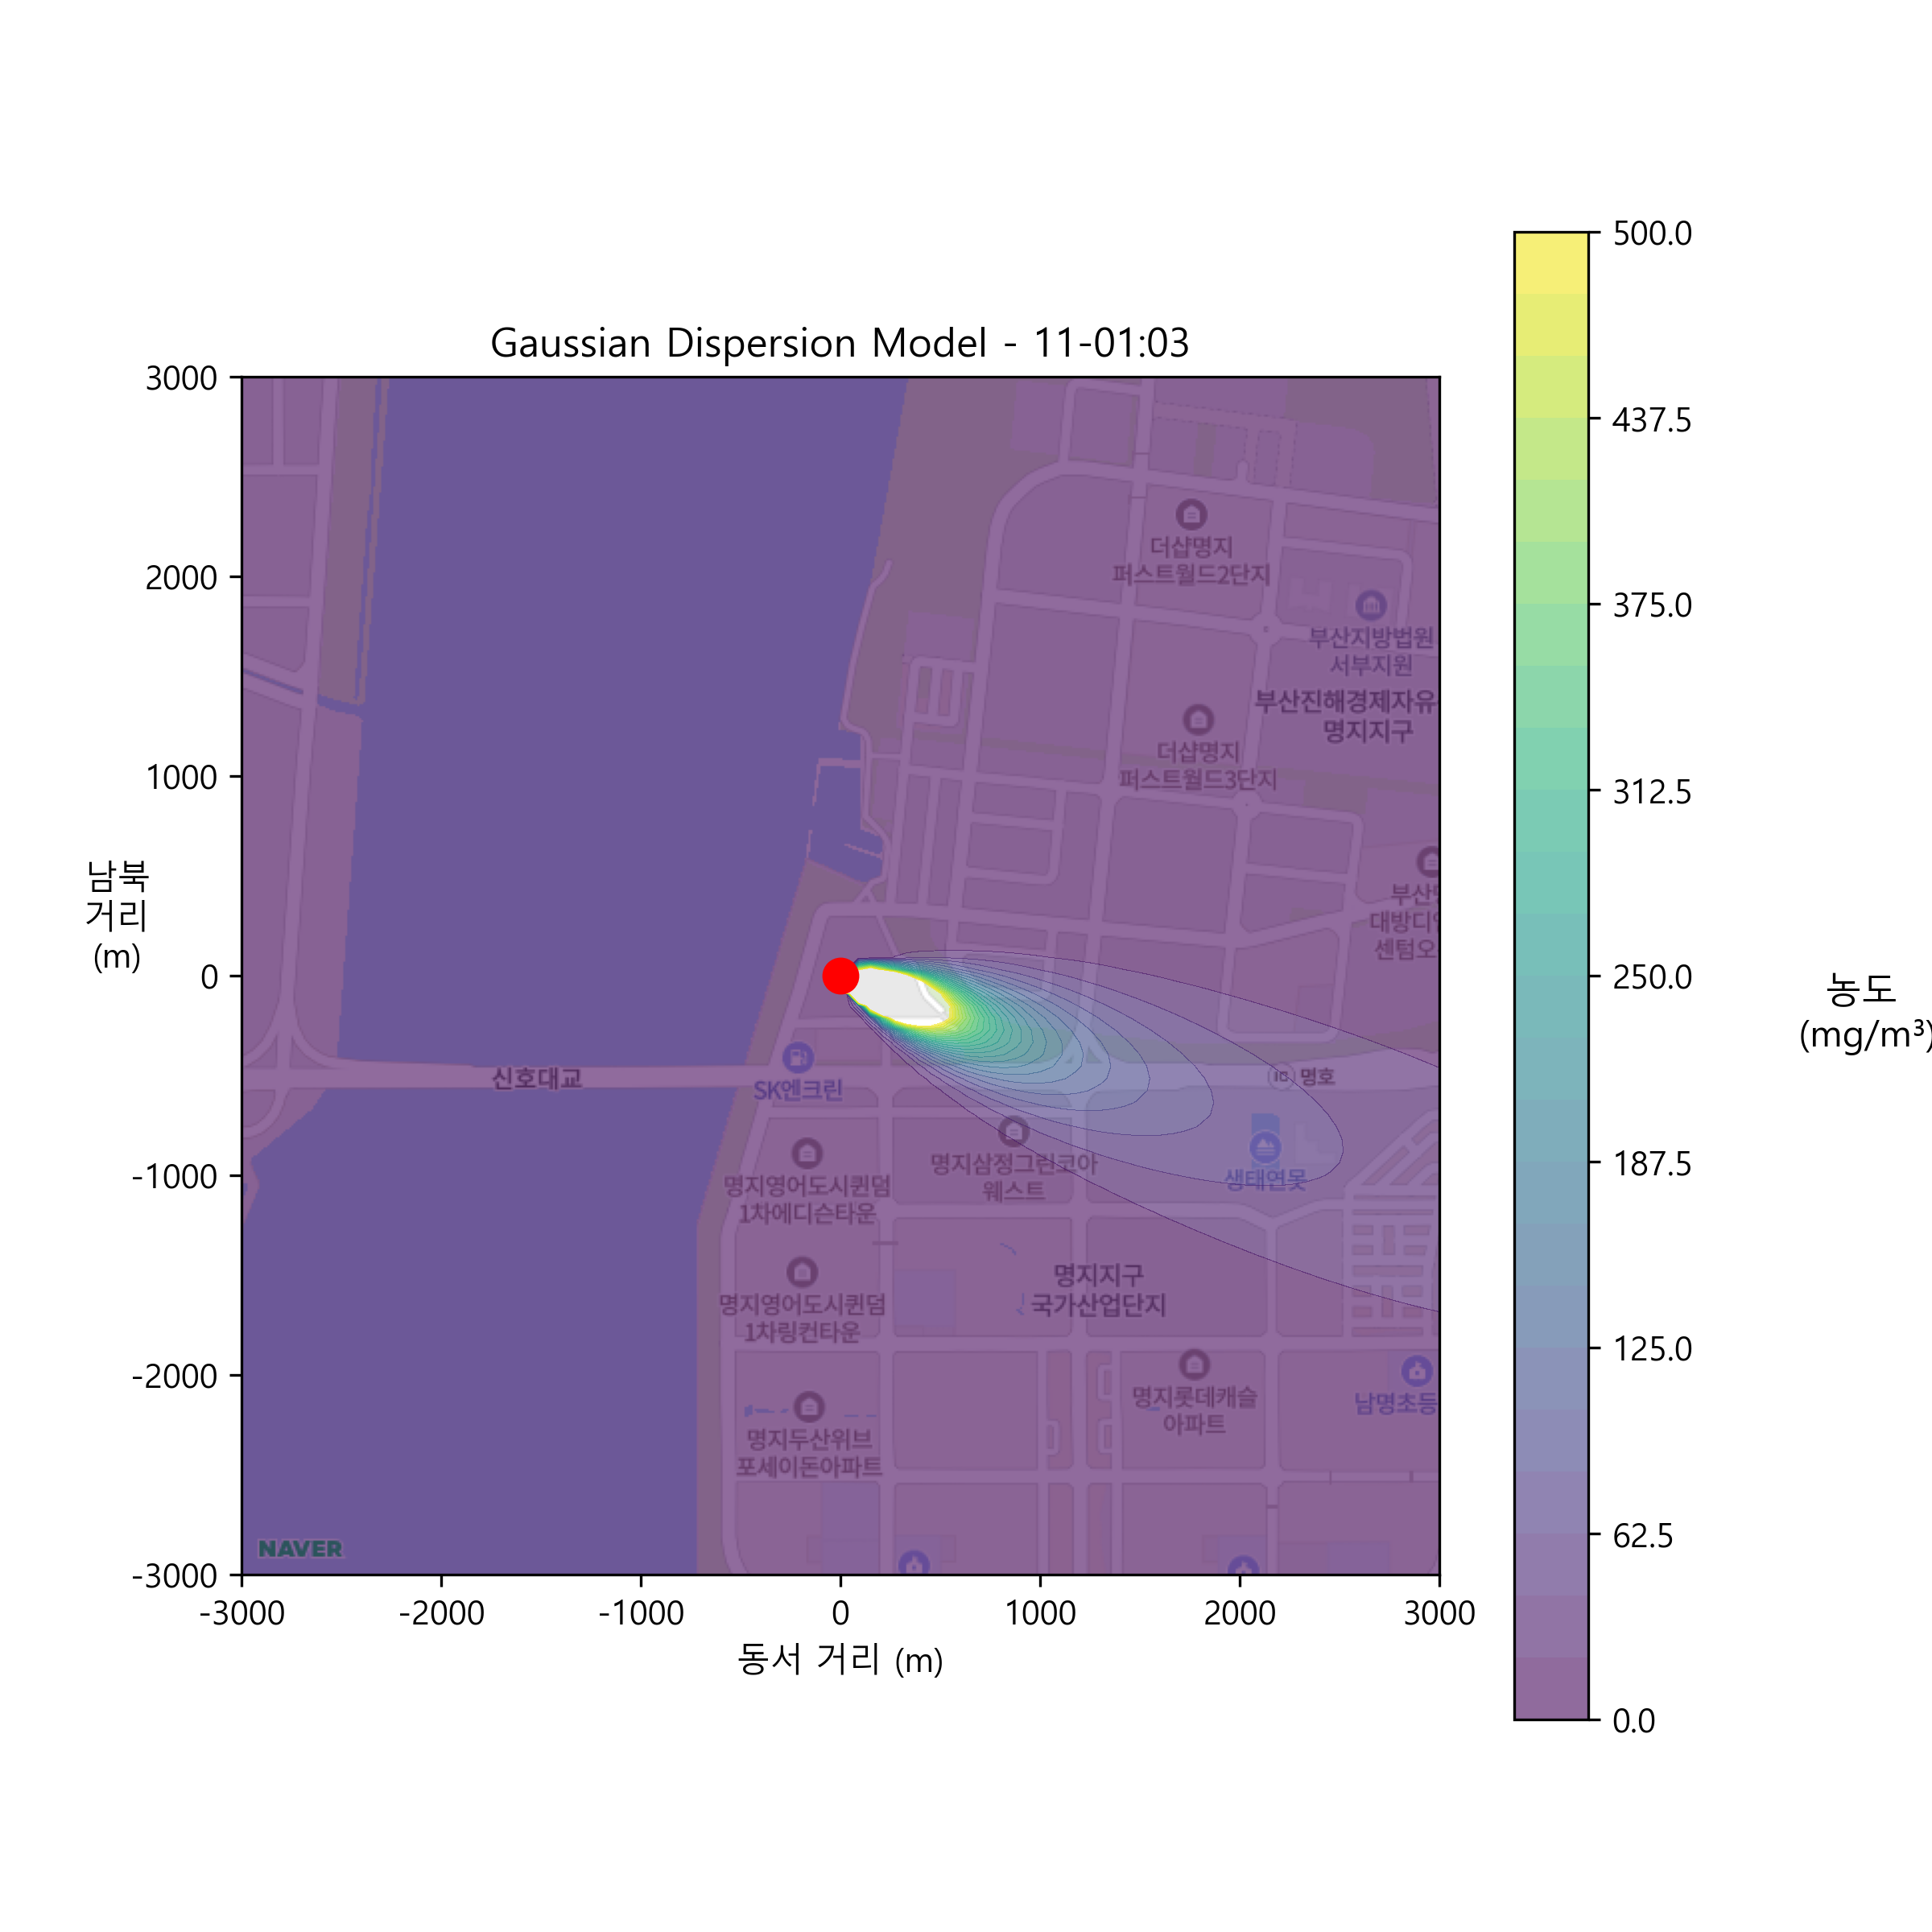 Gaussian Dispersion Model - 11-01:03
3000
2000
1000
0
-1000
-2000
-3000
남북
거리
(m)
더샵명지
퍼스트월드2단지
부산지방법원
서부지원
부산진해경제자유
명지지구
더샵명지
퍼스트월드3단지
대방디
센텀오
신호대교
SK엔크린
IC 명호
명지삼정그린코아
웨스트
생태연못
명지영어도시퀸덤
1차에디슨타운
명지지구
국가산업단지
명지영어도시퀸덤
1차링컨타운
명지롯데캐슬
아파트
남명초등
명지두산위브
포세이돈아파트
NAVER
-3000
-2000
-1000
0
1000
2000
3000
동서 거리 (m)
500.0
437.5
375.0
312.5
250.0
187.5
125.0
62.5
0.0
농도
(mg/m³)